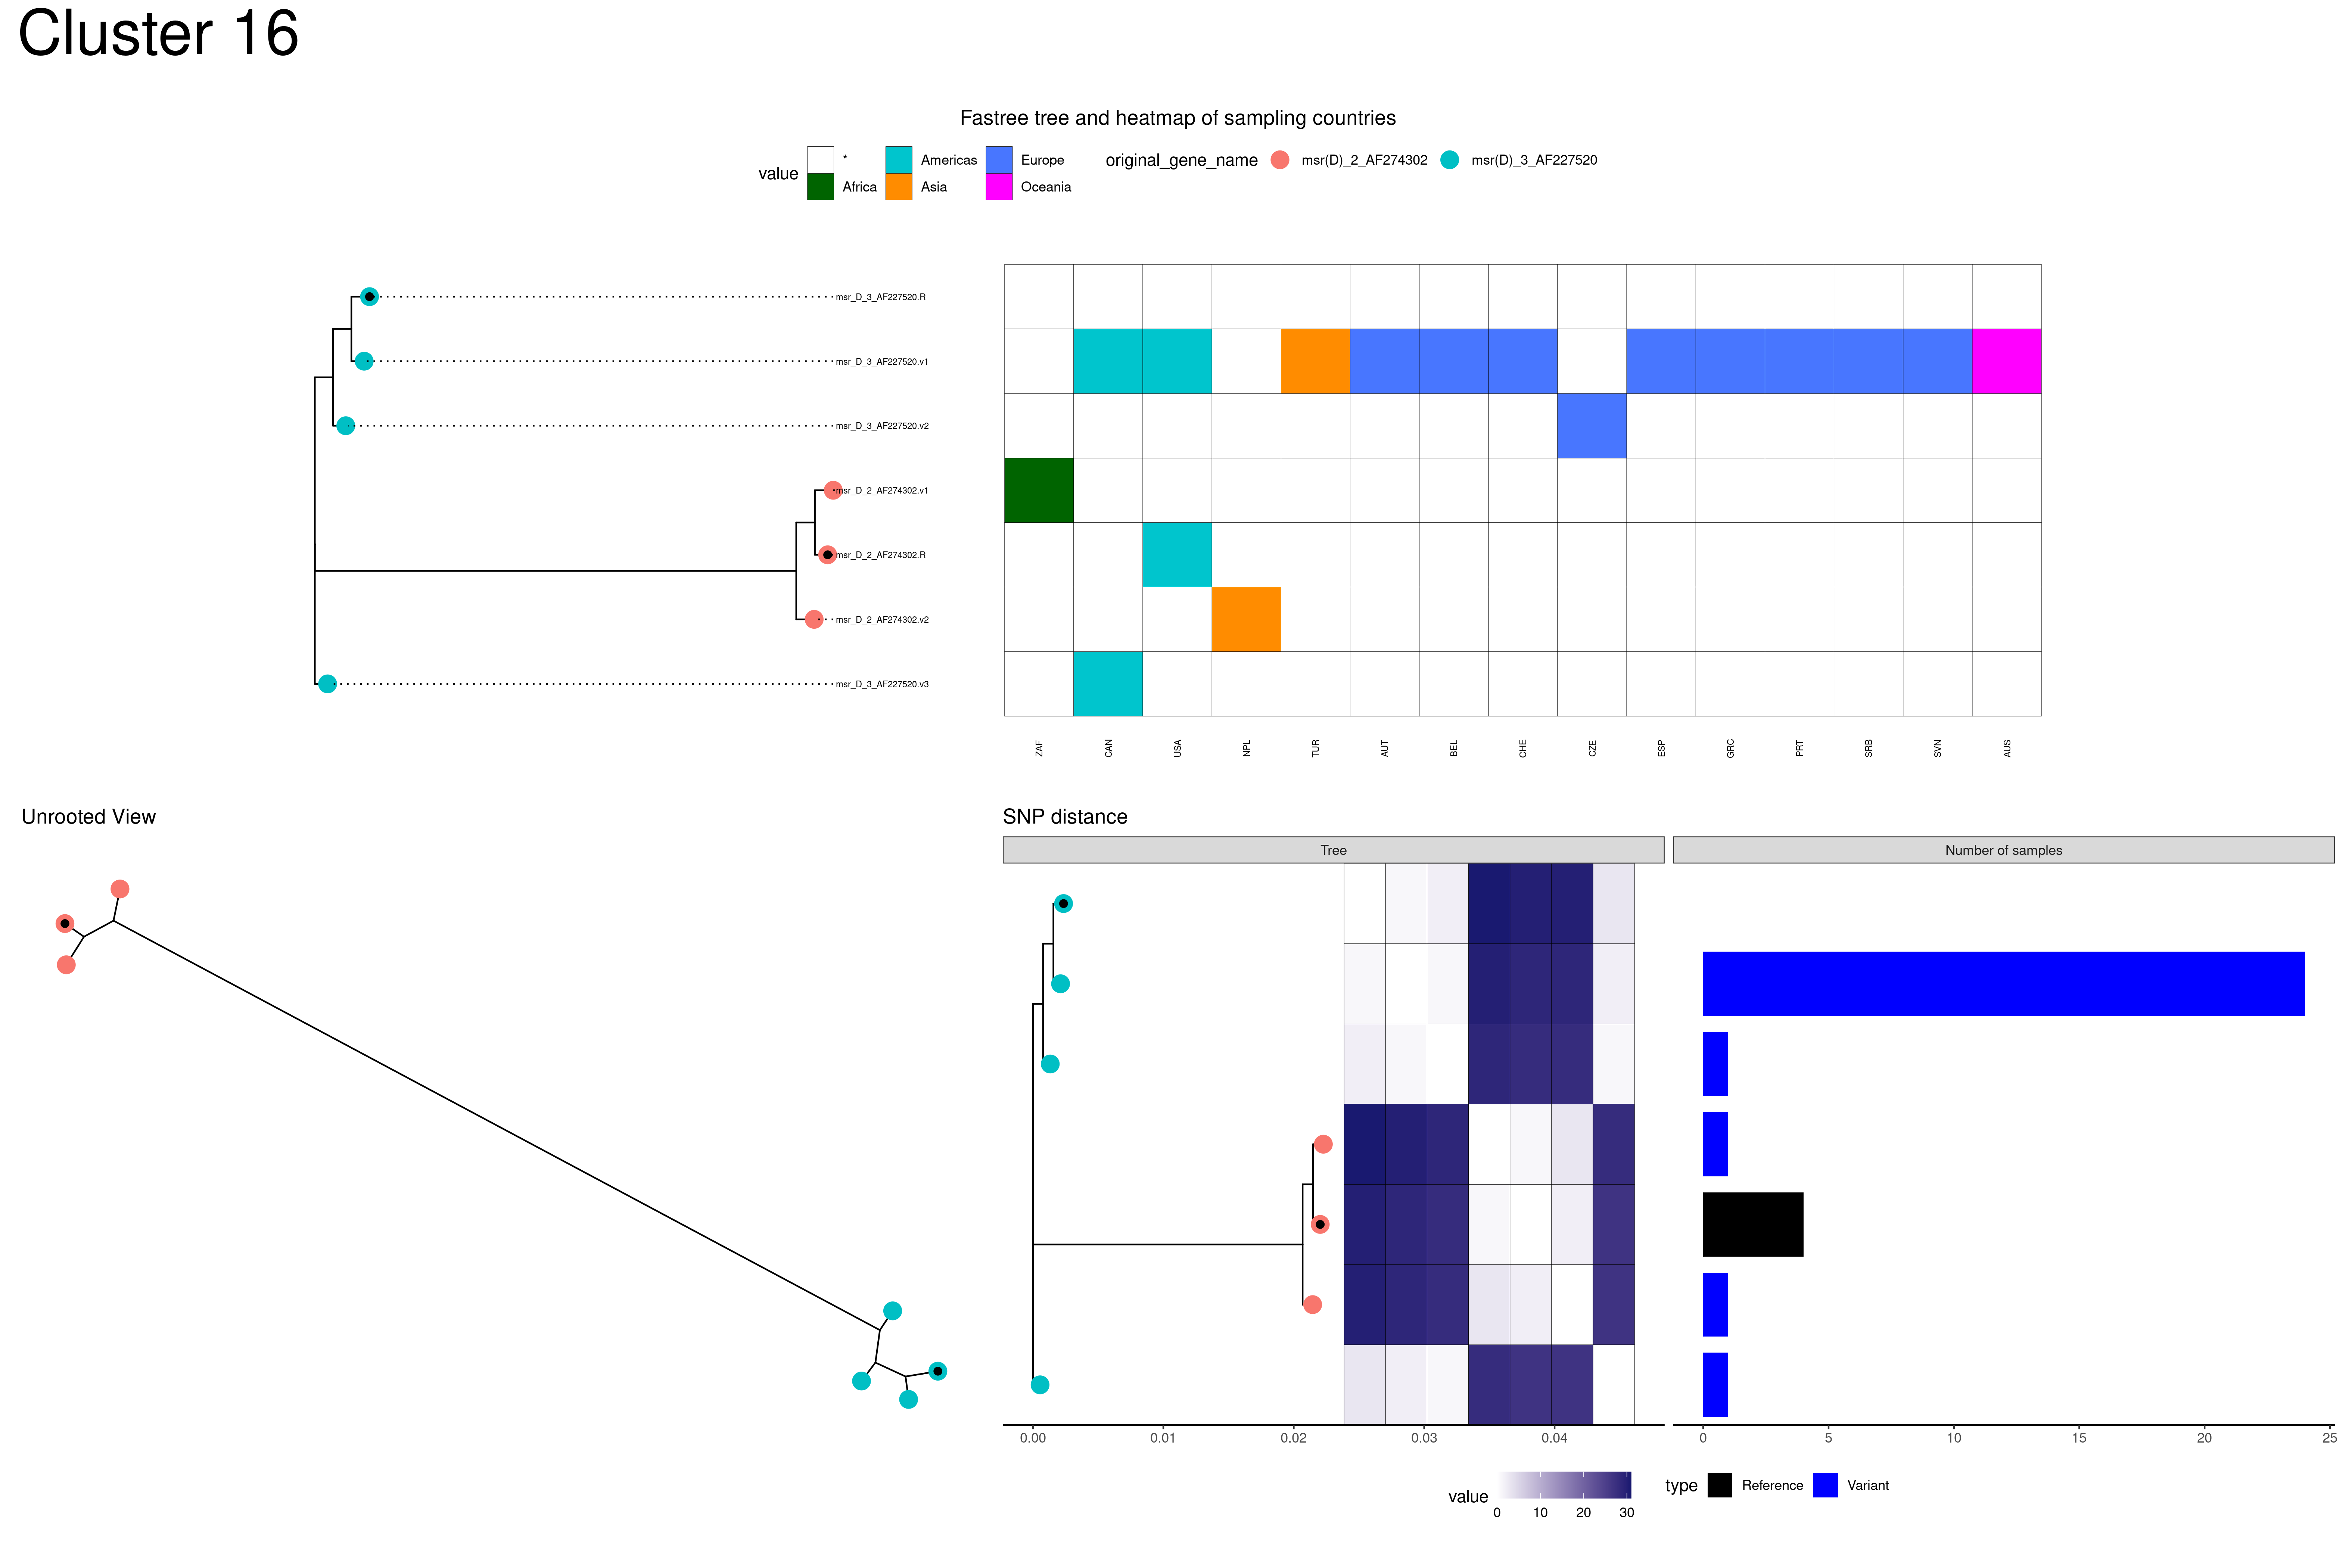 Cluster 16
Fastree tree and heatmap of sampling countries
value
*
Americas
Europe
Africa
Asia
Oceania
original_gene_name
msr(D)_2_AF274302
msr(D)_3_AF227520
msr_D_3_AF227520.R
msr_D_3_AF227520.v1
msr_D_3_AF227520.v2
msr_D_2_AF274302.v1
msr_D_2_AF274302.R
msr_D_2_AF274302.v2
msr_D_3_AF227520.v3
ZAF
CAN
USA
NPL
TUR
AUT
BEL
CHE
CZE
ESP
GRC
PRT
SRB
SVN
AUS
Unrooted View
SNP distance
Tree
Number of samples
0.00 0.01 0.02 0.03 0.04
0 5 10 15 20 25
value
0 10 20 30
type
Reference
Variant